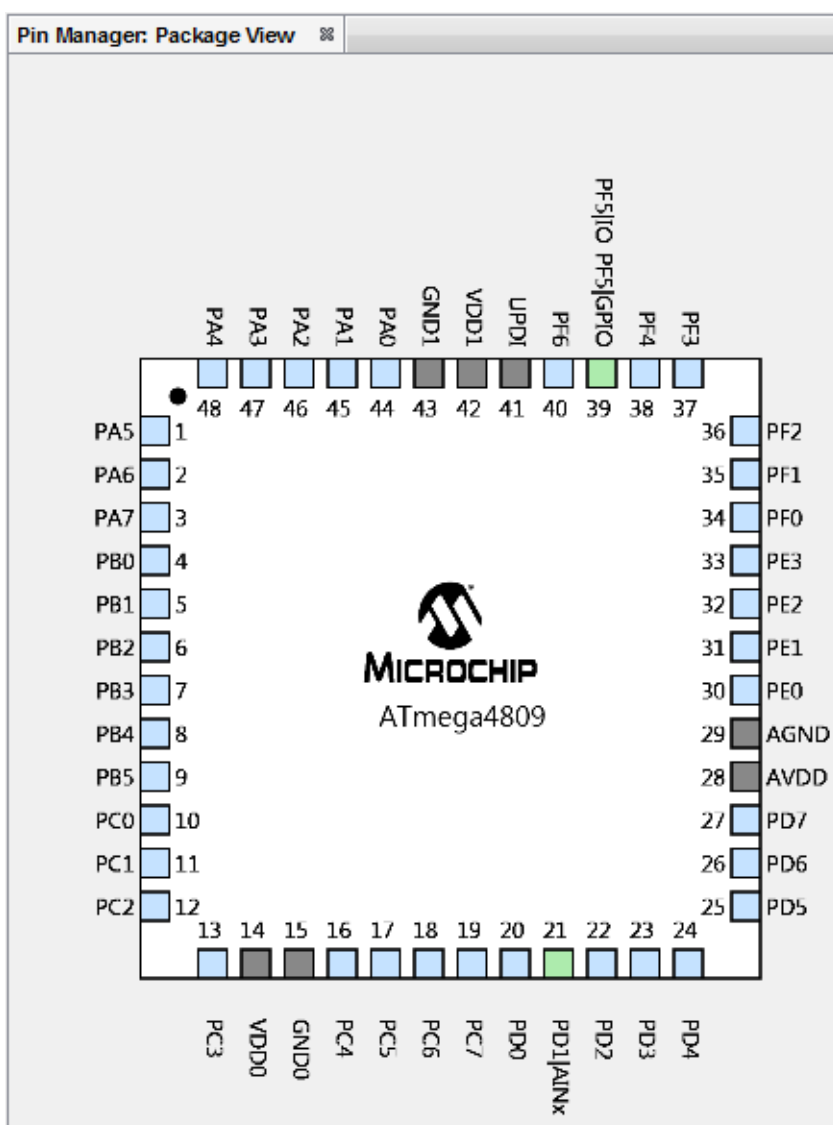 Pin Manager: Package View
PF5|IO PF5|GPIO
PA4 PA3 PA2 PA1 PA0 GND1 VDD1 UPDI PF6 PF4 PF3
48 47 46 45 44 43 42 41 40 39 38 37
PA5 1 36 PF2
PA6 2 35 PF1
PA7 3 34 PF0
PB0 4 33 PE3
PB1 5 32 PE2
PB2 6 31 PE1
PB3 7 30 PE0
PB4 8 29 AGND
PB5 9 28 AVDD
PC0 10 27 PD7
PC1 11 26 PD6
PC2 12 25 PD5
MICROCHIP
ATmega4809
13 14 15 16 17 18 19 20 21 22 23 24
PC3 VDD0 GND0 PC4 PC5 PC6 PC7 PD0 PD1|AINx PD2 PD3 PD4